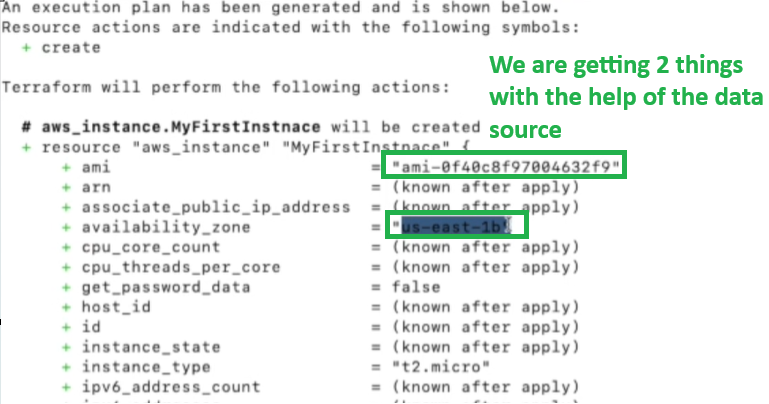 An execution plan has been generated and is shown below.
Resource actions are indicated with the following symbols:
+ create
We are getting 2 things
with the help of the data
source
Terraform will perform the following actions:
# aws_instance.MyFirstInstnace will be created
+ resource "aws_instance" "MyFirstInstnace" {
+ ami = "ami-0f40c8f97004632f9"
+ arn = (known after apply)
+ associate_public_ip_address = (known after apply)
+ availability_zone = "us-east-1b"
+ cpu_core_count = (known after apply)
+ cpu_threads_per_core = (known after apply)
+ get_password_data = false
+ host_id = (known after apply)
+ id = (known after apply)
+ instance_state = (known after apply)
+ instance_type = "t2.micro"
+ ipv6_address_count = (known after apply)